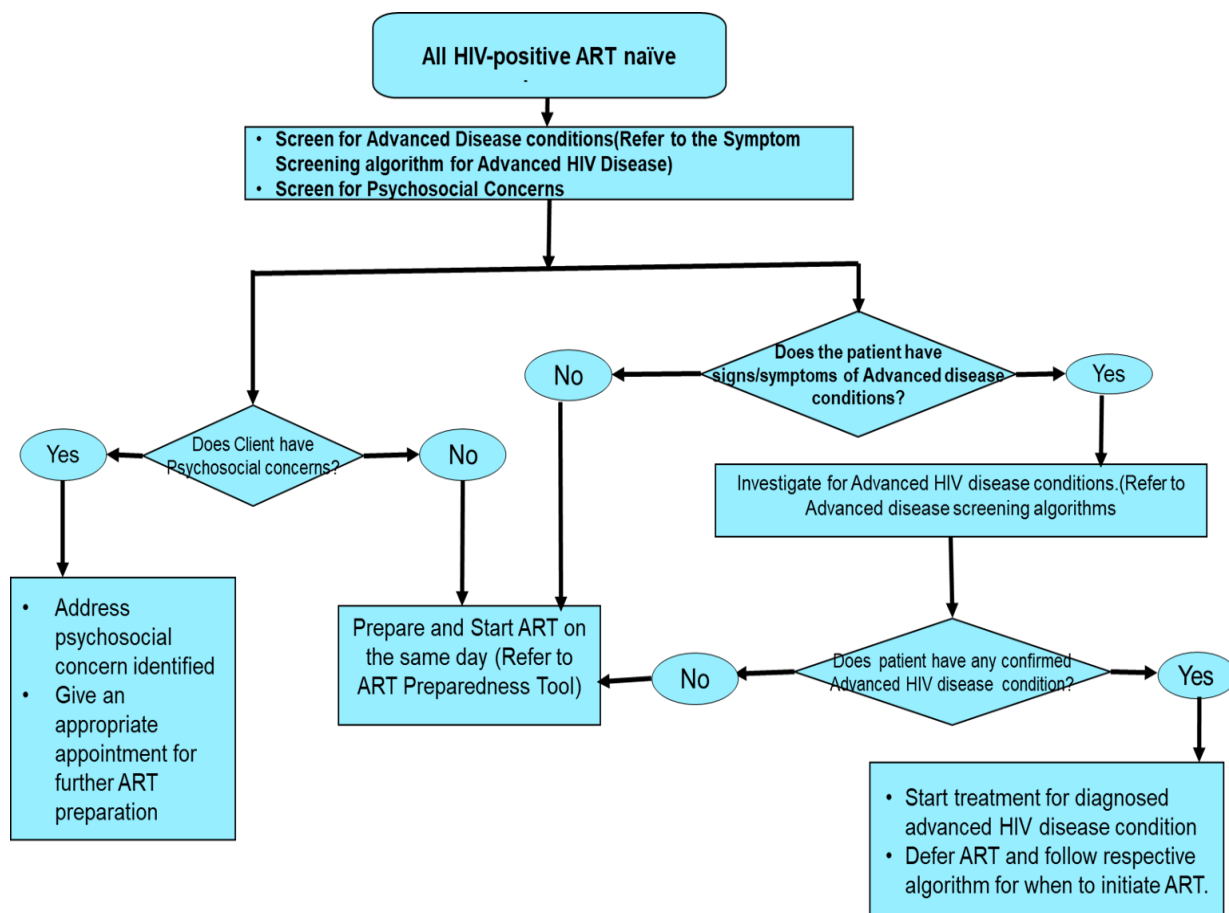 All HIV-positive ART naïve
-
• Screen for Advanced Disease conditions(Refer to the Symptom
Screening algorithm for Advanced HIV Disease)
• Screen for Psychosocial Concerns
Does the patient have
signs/symptoms of Advanced disease
conditions?
No
Yes
Does Client have
Psychosocial concerns?
Yes
No
Investigate for Advanced HIV disease conditions.(Refer to
Advanced disease screening algorithms
• Address
psychosocial
concern identified
• Give an
appropriate
appointment for
further ART
preparation
Prepare and Start ART on
the same day (Refer to
ART Preparedness Tool)
Does patient have any confirmed
Advanced HIV disease condition?
No
Yes
• Start treatment for diagnosed
advanced HIV disease condition
• Defer ART and follow respective
algorithm for when to initiate ART.